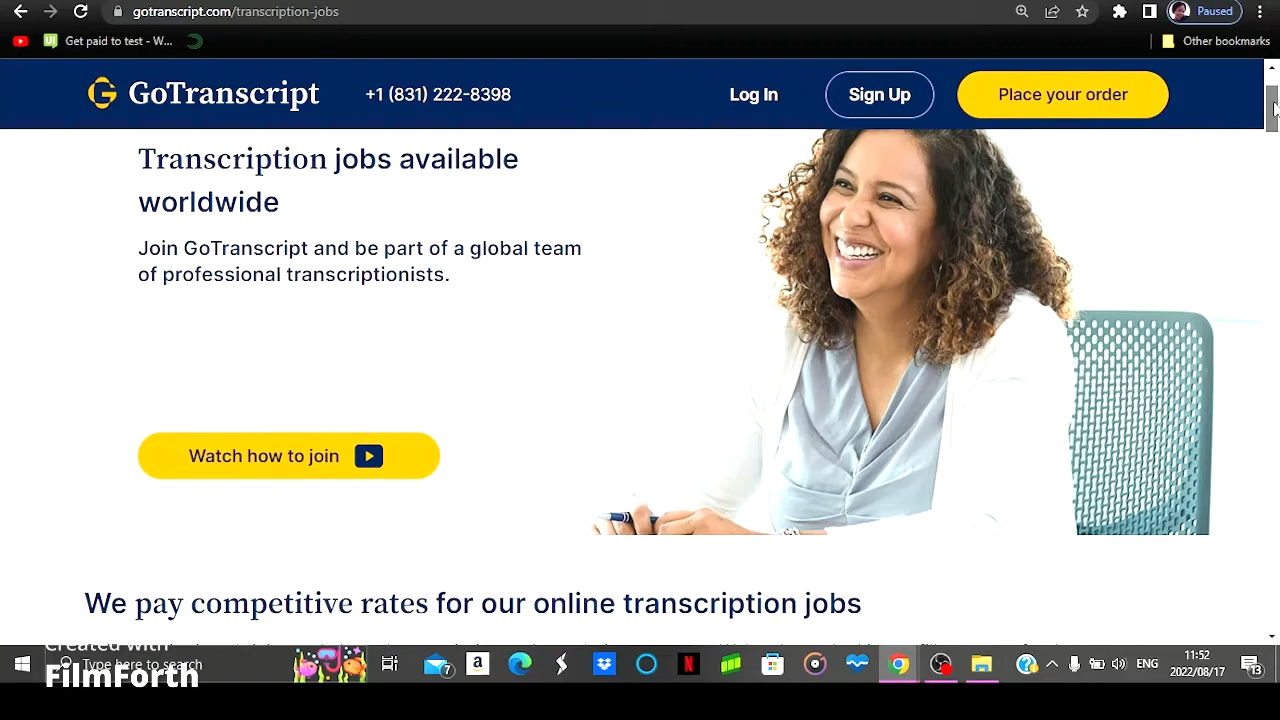 gotranscript.com/transcription-jobs
Paused
Get paid to test - W...
Other bookmarks
GoTranscript
+1 (831) 222-8398
Log In
Sign Up
Place your order
Transcription jobs available
worldwide
Join GoTranscript and be part of a global team
of professional transcriptionists.
Watch how to join
We pay competitive rates for our online transcription jobs
Created with
FilmForth
Type here to search
7
a
N
ENG
11:52
2022/08/17
13